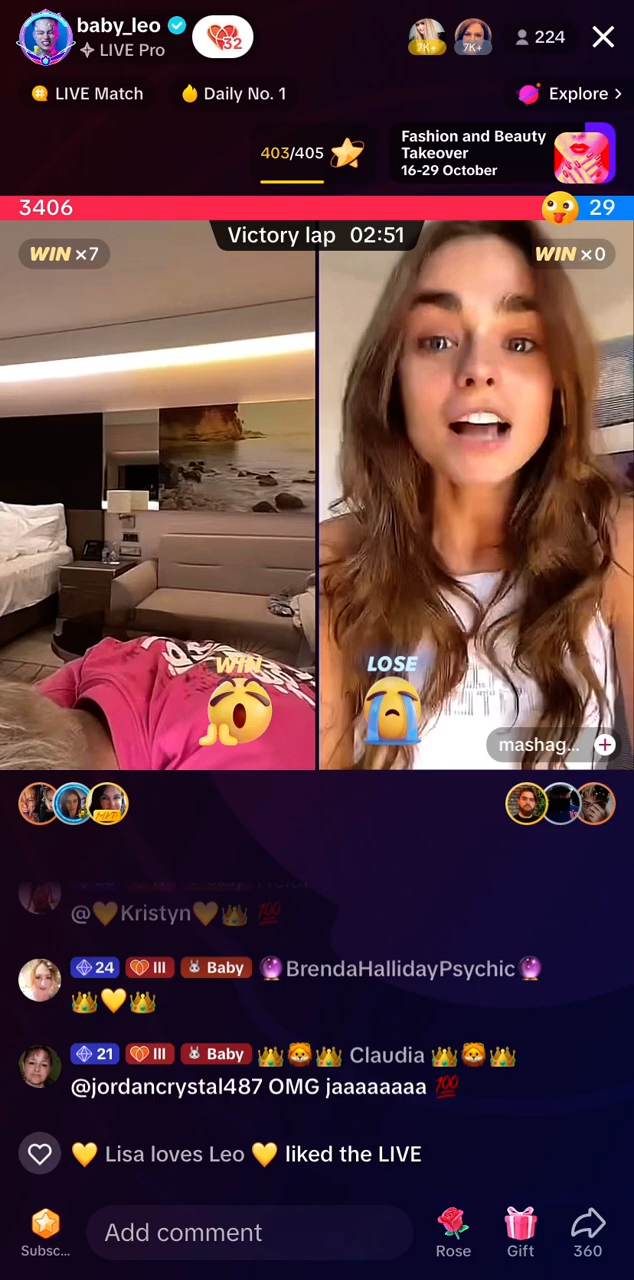 baby_leo
LIVE Pro
32
7K+
7K+
224
LIVE Match
Daily No. 1
Explore >
403/405
Fashion and Beauty
Takeover
16-29 October
3406
29
Victory lap 02:51
WIN ×7
WIN ×0
WIN
LOSE
mashag...
@💛Kristyn💛👑 💯
24 III Baby 🔮BrendaHallidayPsychic🔮
👑💛👑
21 III Baby 👑🦁👑 Claudia 👑🦁👑
@jordancrystal487 OMG jaaaaaaaa 💯
💛 Lisa loves Leo 💛 liked the LIVE
Subsc...
Add comment
Rose
Gift
360